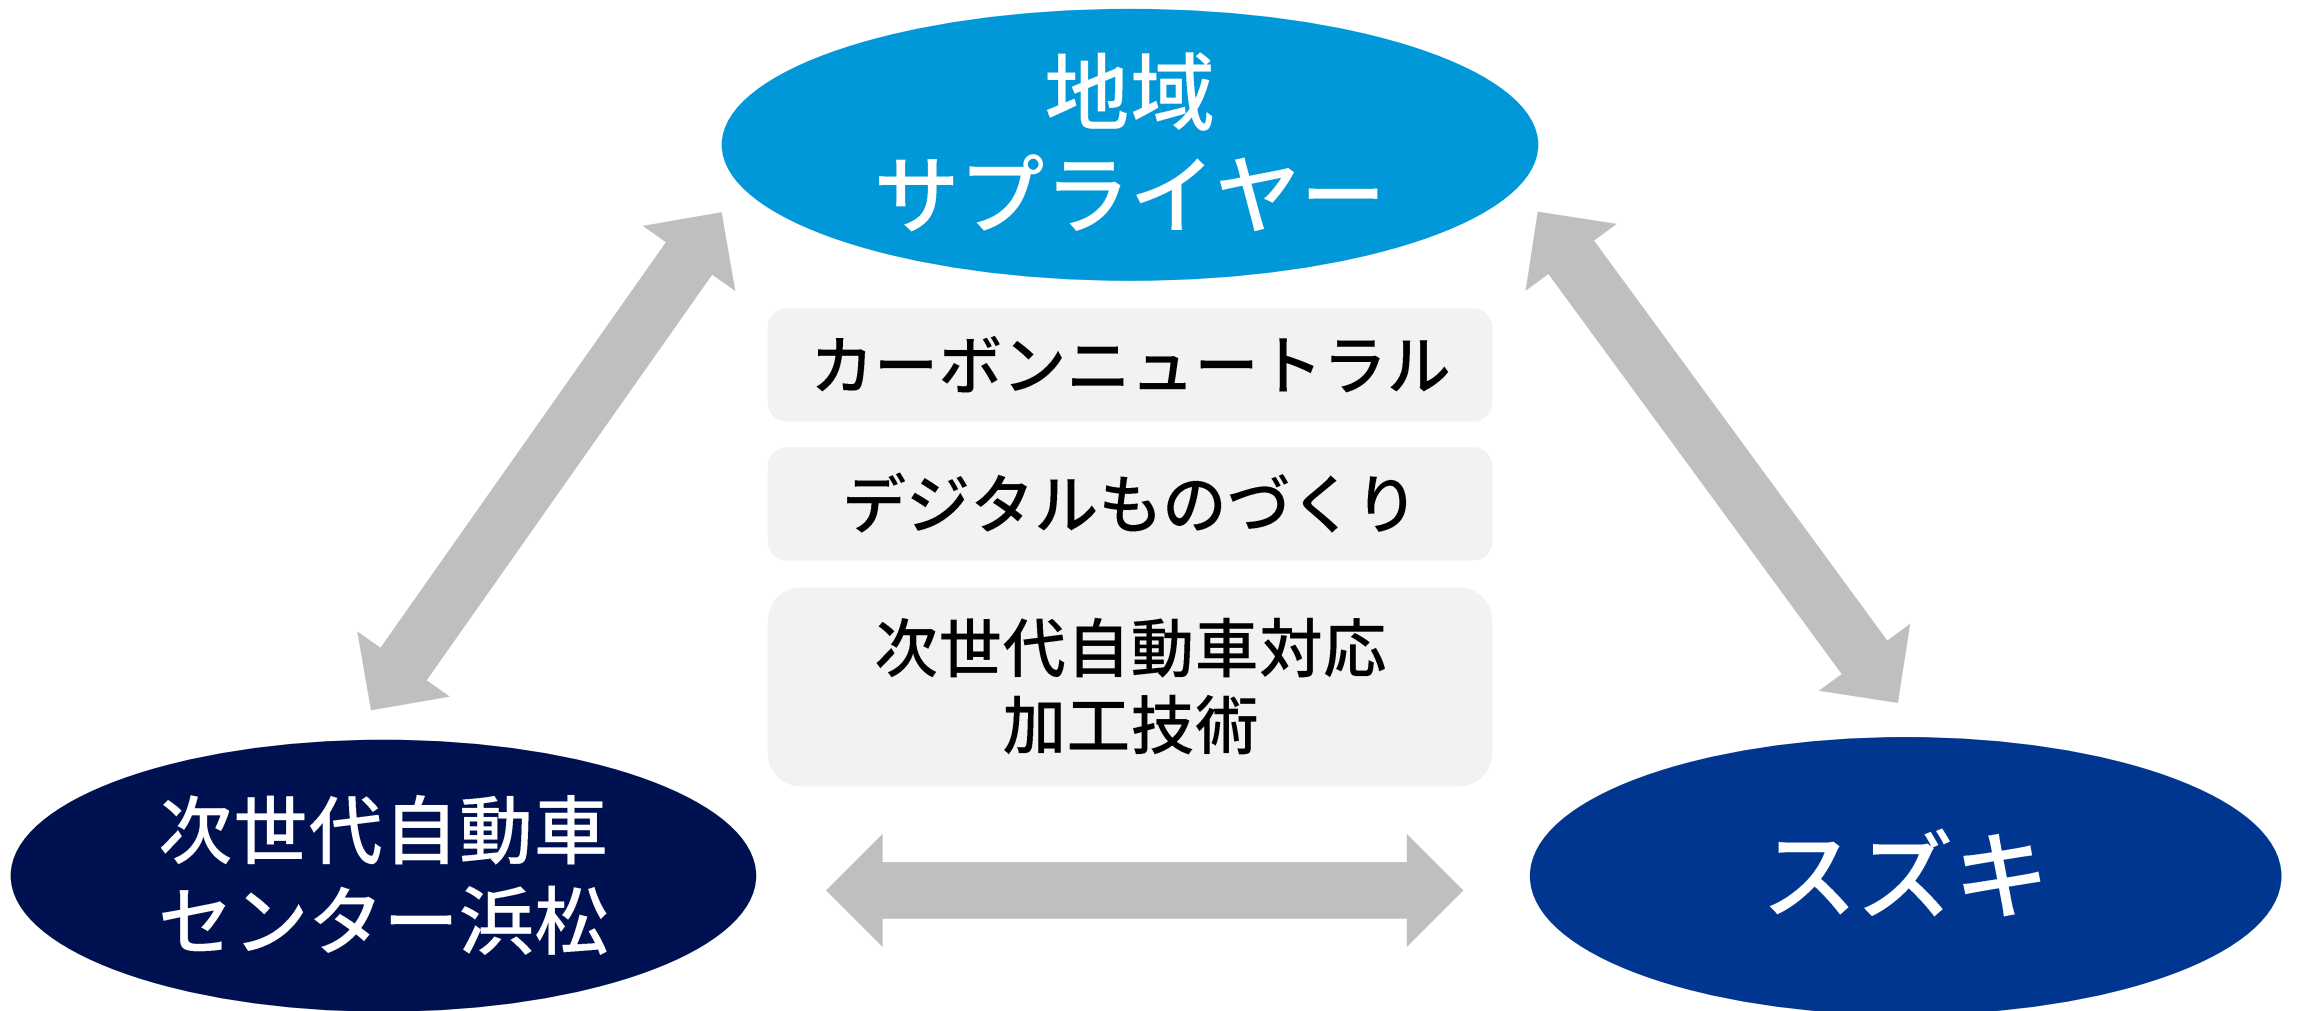 地域
サプライヤー
カーボンニュートラル
デジタルものづくり
次世代自動車対応
加工技術
次世代自動車
センター浜松
スズキ